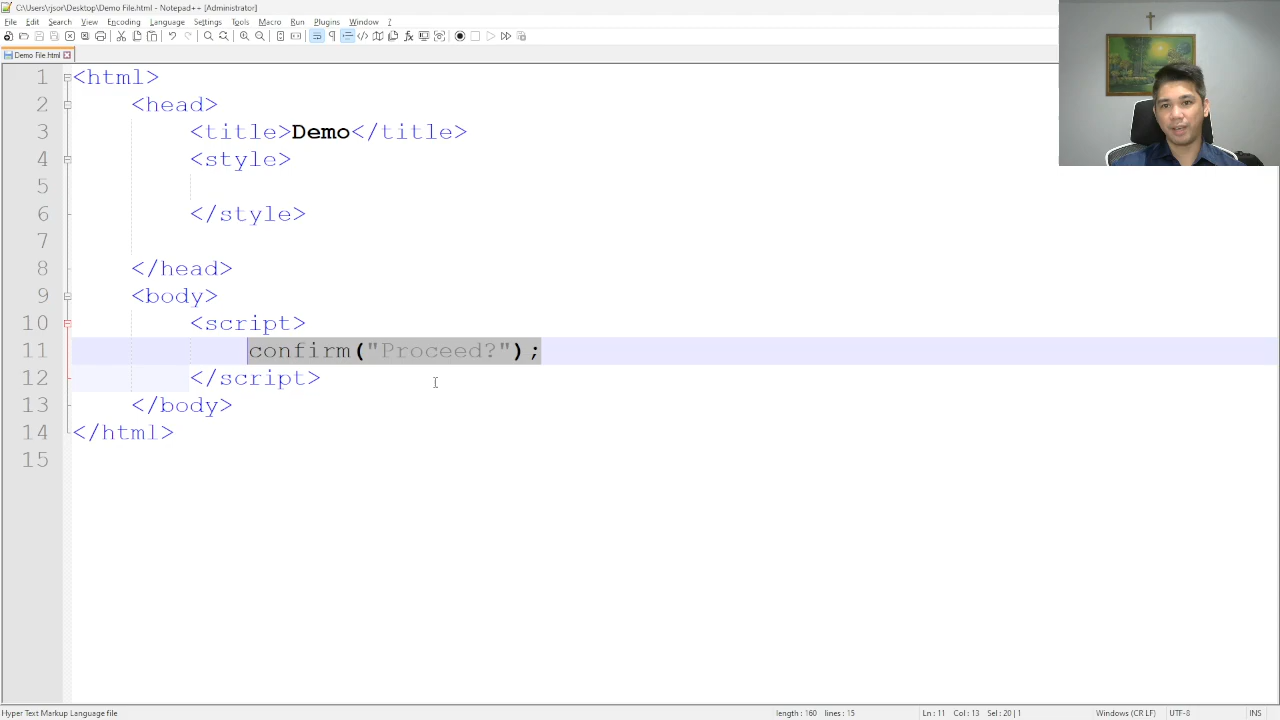 C:\Users\rjsor\Desktop\Demo File.html - Notepad++ [Administrator]
File Edit Search View Encoding Language Settings Tools Macro Run Plugins Window ?
Demo File.html
1 <html>
2 <head>
3 <title>Demo</title>
4 <style>
5
6 </style>
7
8 </head>
9 <body>
10 <script>
11 confirm("Proceed?");
12 </script>
13 </body>
14 </html>
15
Hyper Text Markup Language file length : 160 lines : 15 Ln : 11 Col : 13 Sel : 20 | 1 Windows (CR LF) UTF-8 INS